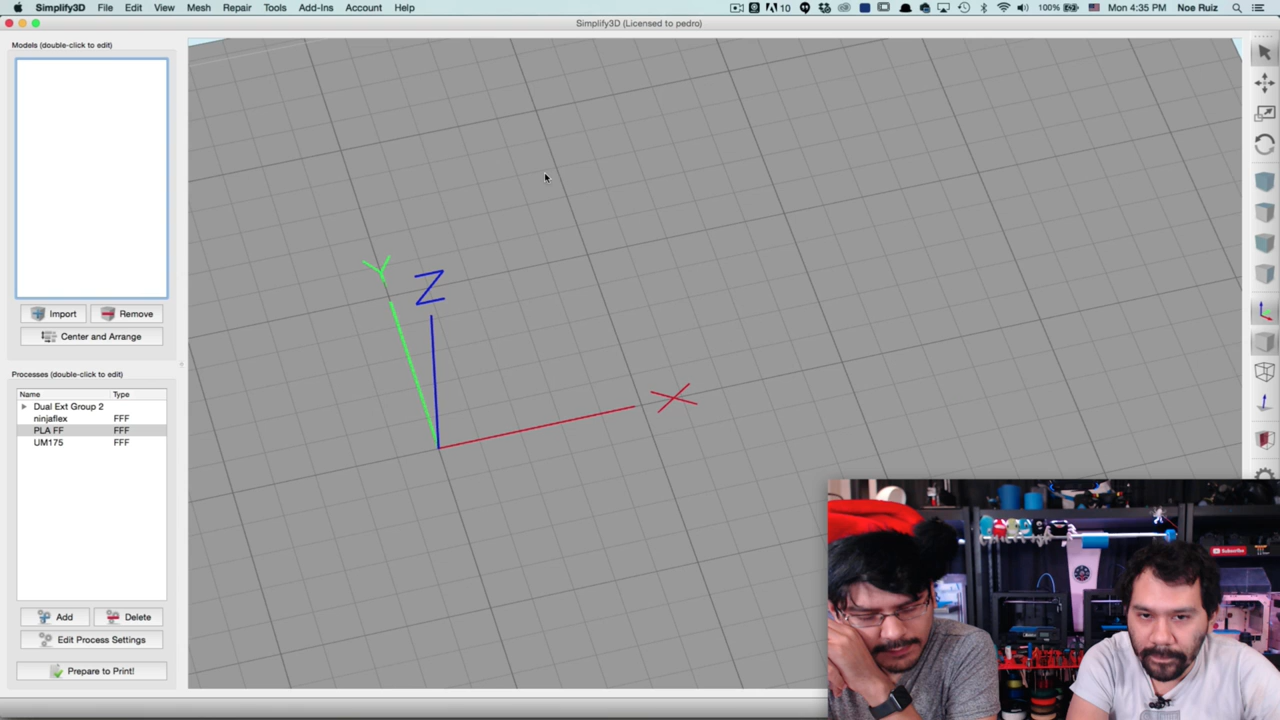 Simplify3D File Edit View Mesh Repair Tools Add-Ins Account Help 10 100% Mon 4:35 PM Noe Ruiz
Simplify3D (Licensed to pedro)
Models (double-click to edit)
Import Remove
Center and Arrange
Processes (double-click to edit)
Name Type
Dual Ext Group 2
ninjaflex FFF
PLA FF FFF
UM175 FFF
Add Delete
Edit Process Settings
Prepare to Print!
Y
Z
X
Subscribe